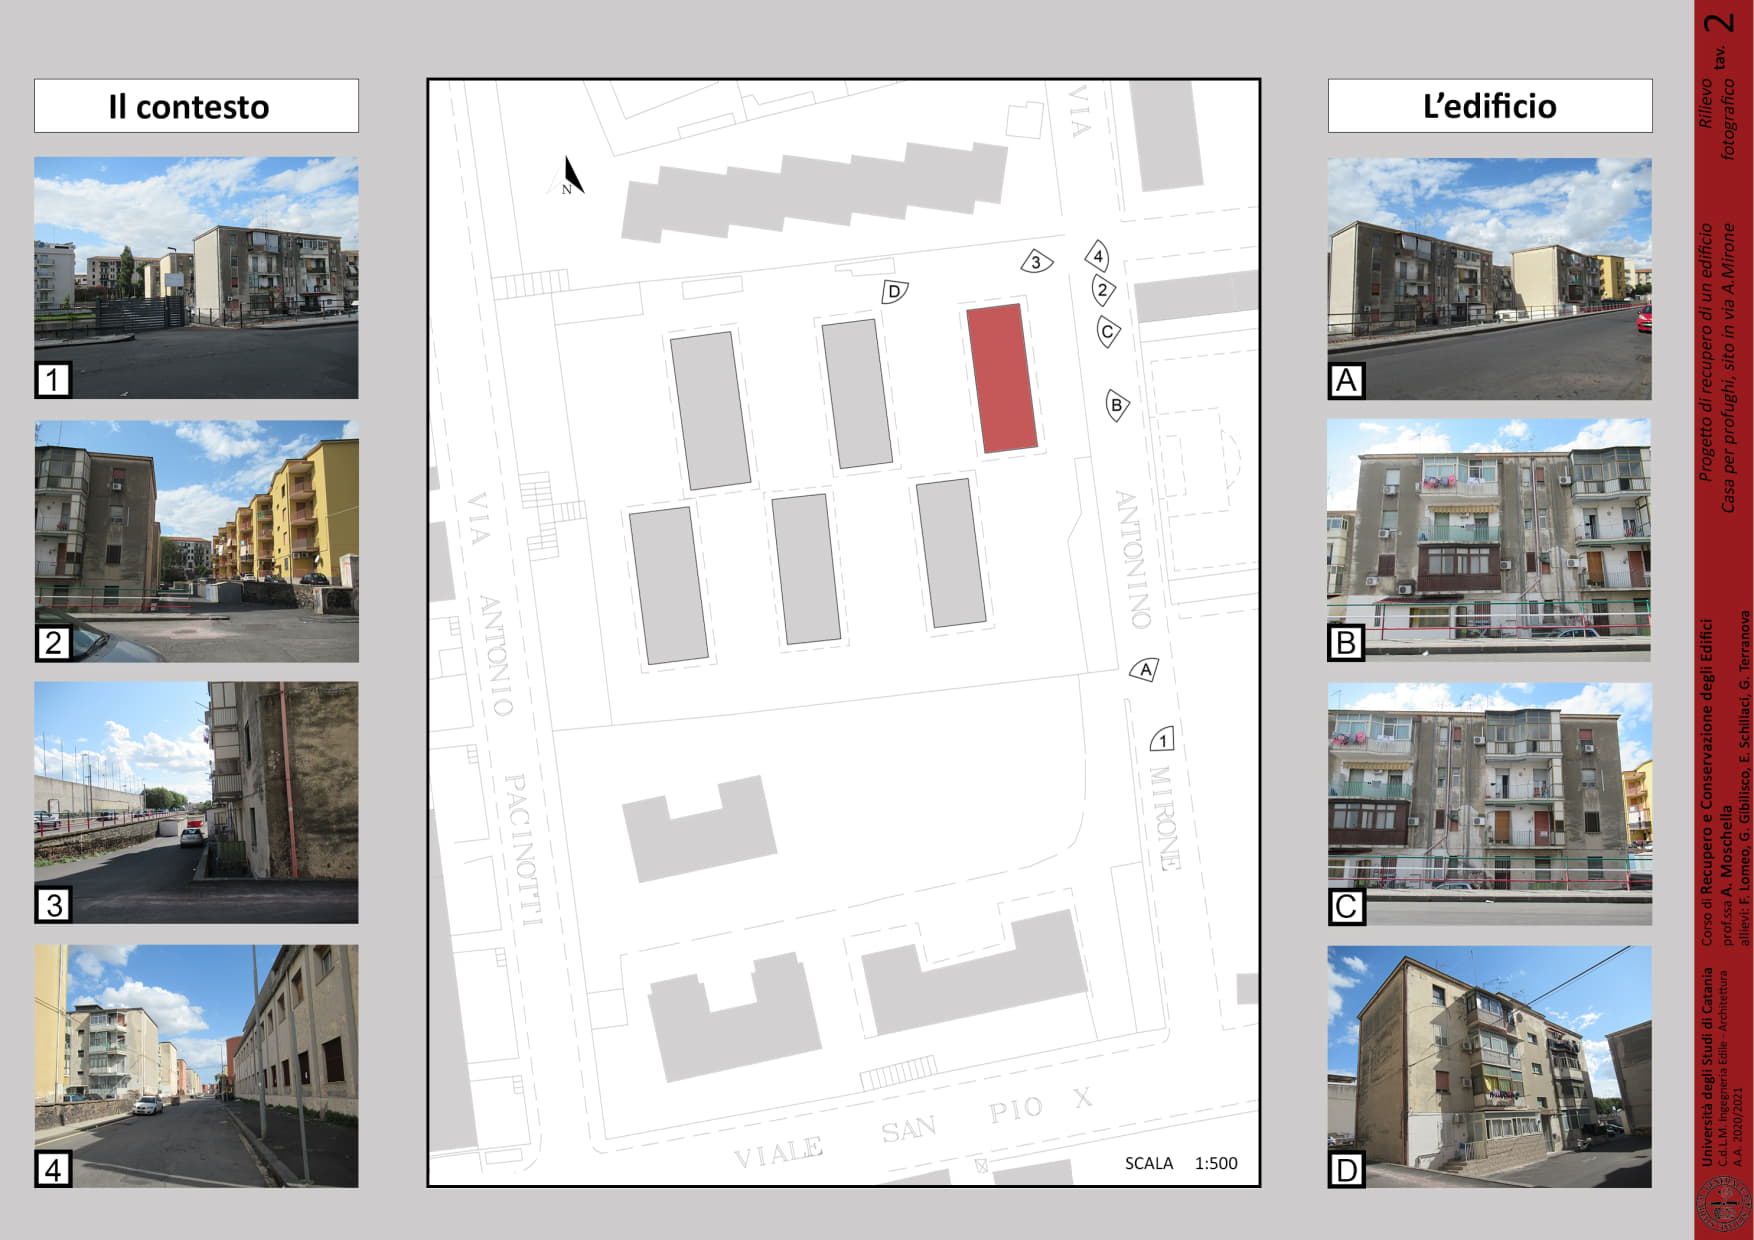 Il contesto
1
2
3
4
N
VIA
3
4
2
C
B
D
A
1
VIA ANTONIO PACINOTTI
ANTONINO
MIRONE
VIALE SAN PIO X
SCALA 1:500
L'edificio
A
B
C
D
tav. 2
Rilievo
fotografico
Progetto di recupero di un edificio
Casa per profughi, sito in via A.Mirone
Corso di Recupero e Conservazione degli Edifici
prof.ssa A. Moschella
allievi: F. Lomeo, G. Gibilisco, E. Schillaci, G. Terranova
Università degli Studi di Catania
C.d.L.M. Ingegneria Edile - Architettura
A.A. 2020/2021